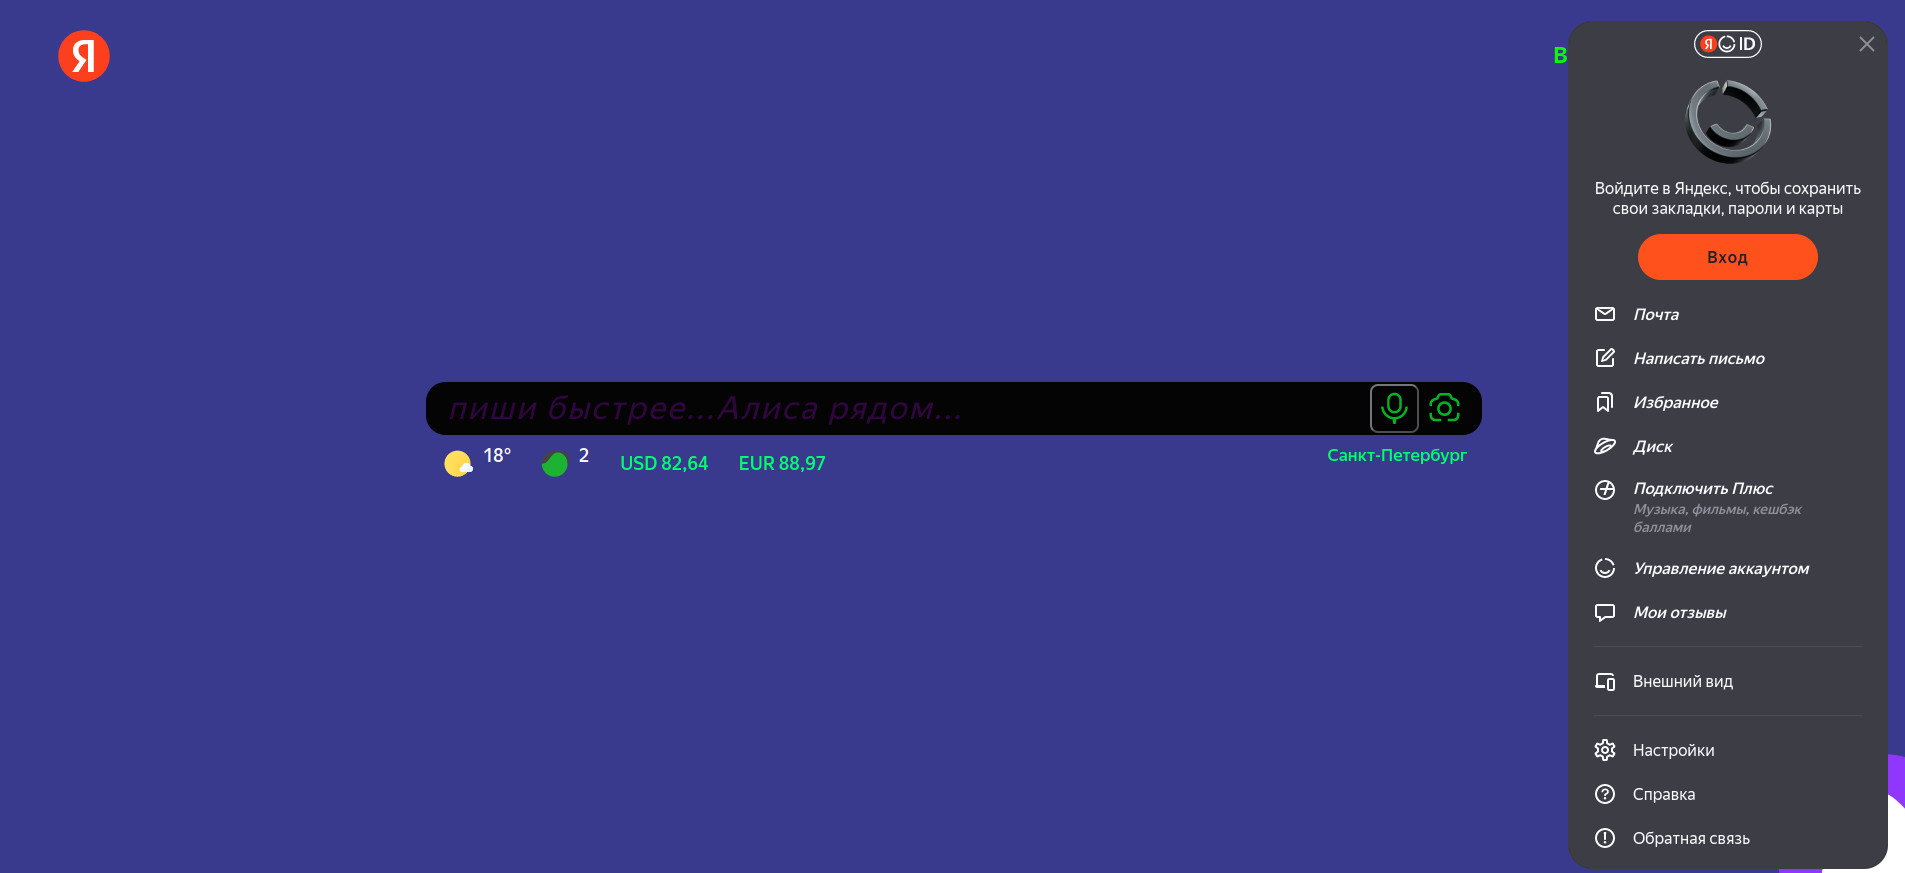 Я
В
пиши быстрее...Алиса рядом...
18°
2
USD 82,64
EUR 88,97
Санкт-Петербург
Я ID
Войдите в Яндекс, чтобы сохранить
свои закладки, пароли и карты
Вход
Почта
Написать письмо
Избранное
Диск
Подключить Плюс
Музыка, фильмы, кешбэк
баллами
Управление аккаунтом
Мои отзывы
Внешний вид
Настройки
Справка
Обратная связь